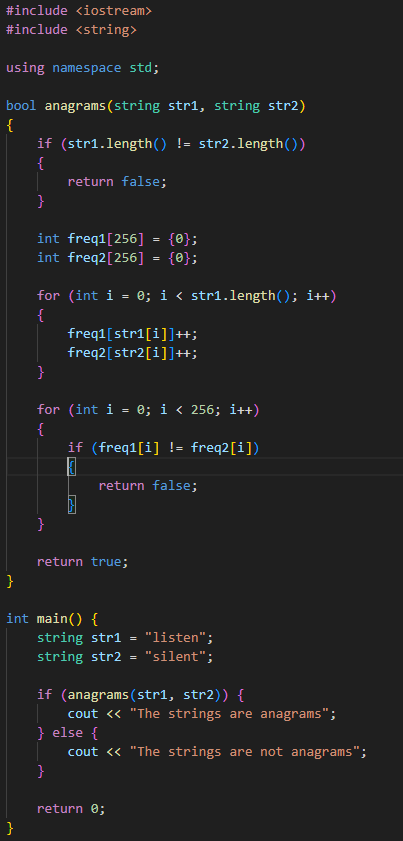 #include <iostream>
#include <string>

using namespace std;

bool anagrams(string str1, string str2)
{
    if (str1.length() != str2.length())
    {
        return false;
    }

    int freq1[256] = {0};
    int freq2[256] = {0};

    for (int i = 0; i < str1.length(); i++)
    {
        freq1[str1[i]]++;
        freq2[str2[i]]++;
    }

    for (int i = 0; i < 256; i++)
    {
        if (freq1[i] != freq2[i])
        {
            return false;
        }
    }

    return true;
}

int main() {
    string str1 = "listen";
    string str2 = "silent";

    if (anagrams(str1, str2)) {
        cout << "The strings are anagrams";
    } else {
        cout << "The strings are not anagrams";
    }

    return 0;
}